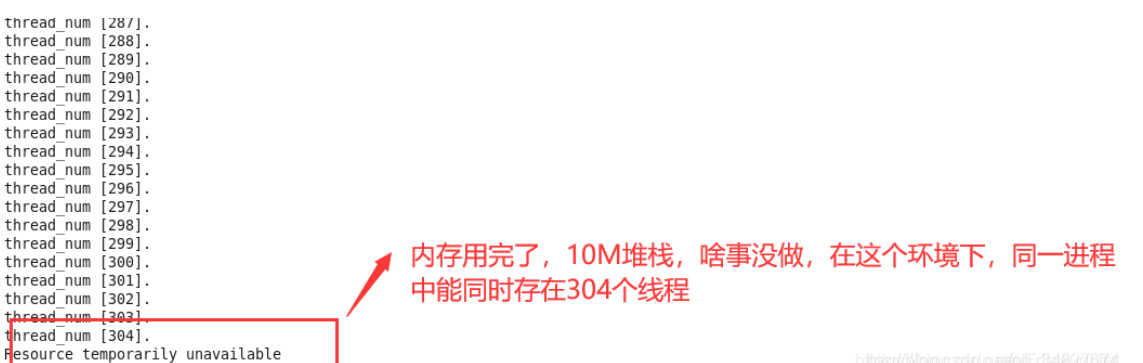 thread_num [287].
thread_num [288].
thread_num [289].
thread_num [290].
thread_num [291].
thread_num [292].
thread_num [293].
thread_num [294].
thread_num [295].
thread_num [296].
thread_num [297].
thread_num [298].
thread_num [299].
thread_num [300].
thread_num [301].
thread_num [302].
thread_num [303].
thread_num [304].
Resource temporarily unavailable
内存用完了，10M堆栈，啥事没做，在这个环境下，同一进程
中能同时存在304个线程